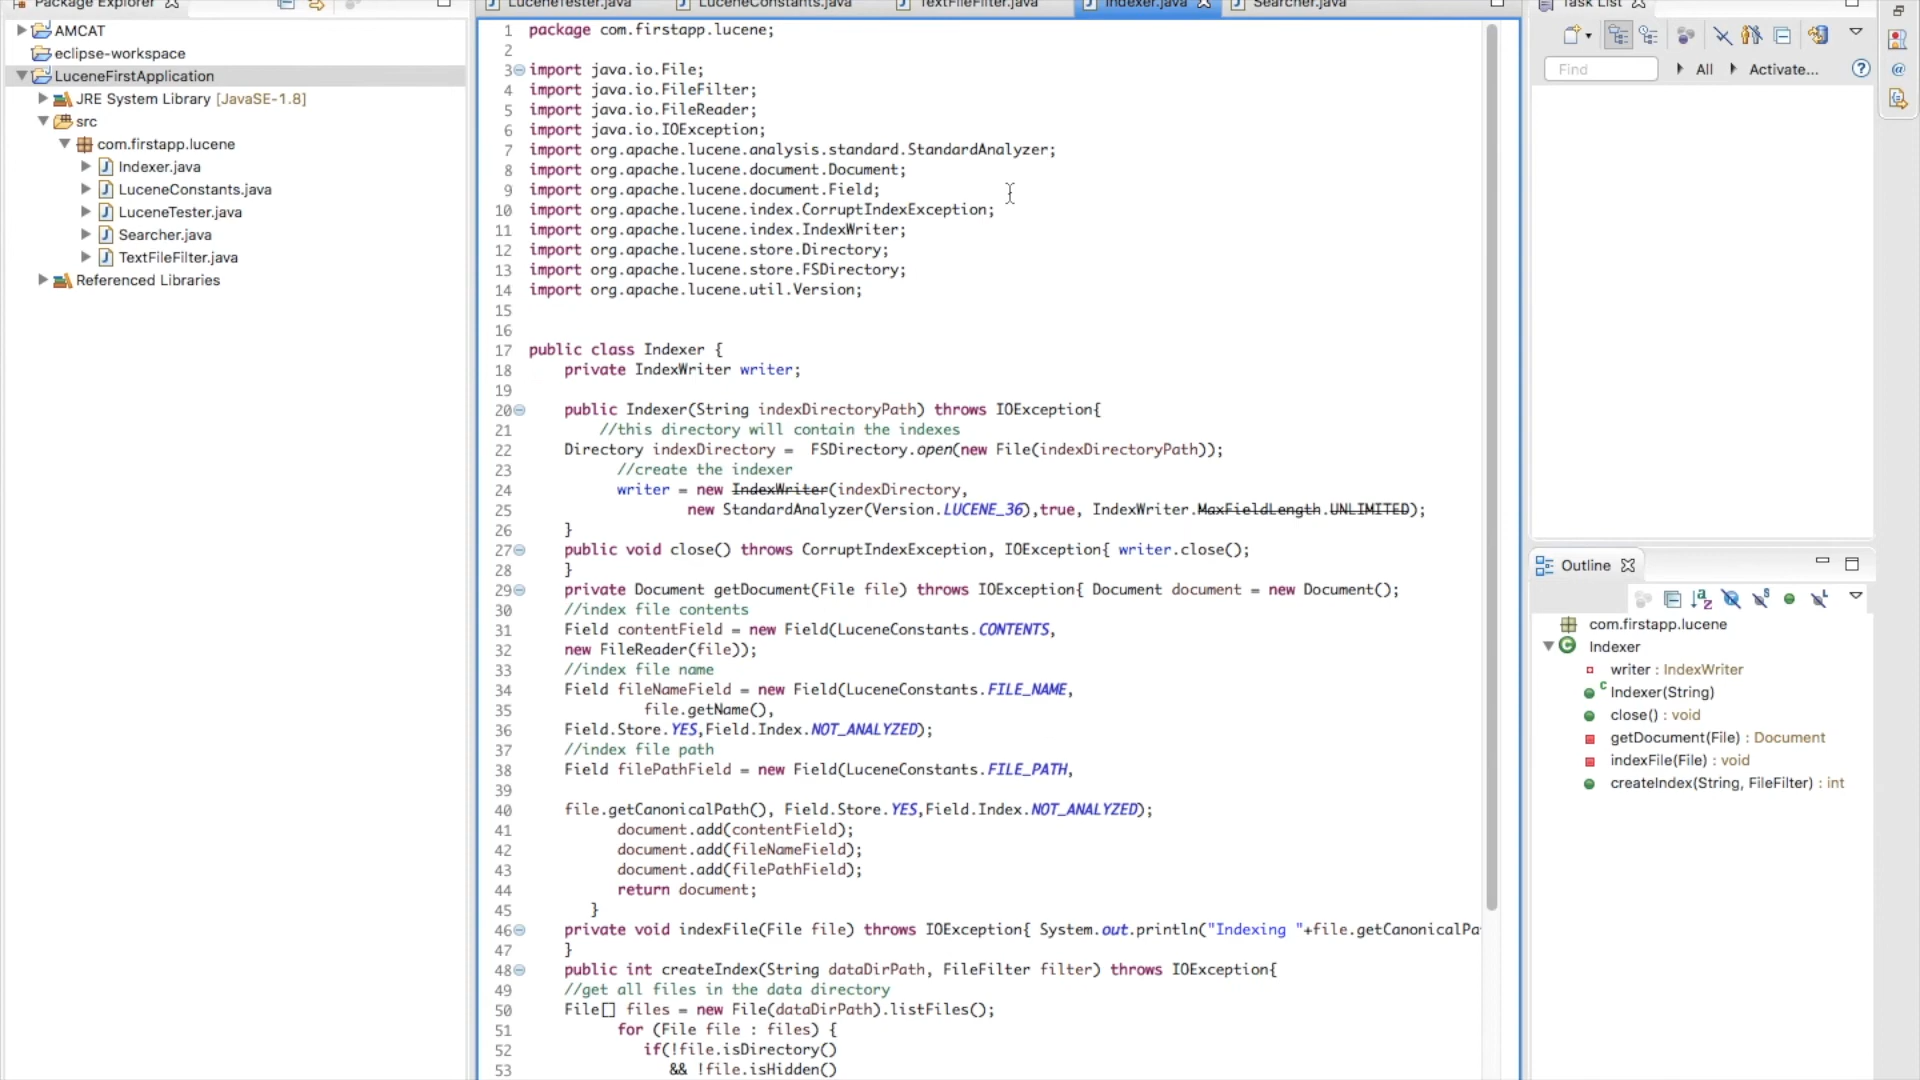 Package Explorer
AMCAT
eclipse-workspace
LuceneFirstApplication
JRE System Library [JavaSE-1.8]
src
com.firstapp.lucene
Indexer.java
LuceneConstants.java
LuceneTester.java
Searcher.java
TextFileFilter.java
Referenced Libraries
LuceneTester.java LuceneConstants.java TextFileFilter.java Indexer.java Searcher.java
1 package com.firstapp.lucene;
2
3 import java.io.File;
4 import java.io.FileFilter;
5 import java.io.FileReader;
6 import java.io.IOException;
7 import org.apache.lucene.analysis.standard.StandardAnalyzer;
8 import org.apache.lucene.document.Document;
9 import org.apache.lucene.document.Field;
10 import org.apache.lucene.index.CorruptIndexException;
11 import org.apache.lucene.index.IndexWriter;
12 import org.apache.lucene.store.Directory;
13 import org.apache.lucene.store.FSDirectory;
14 import org.apache.lucene.util.Version;
15
16
17 public class Indexer {
18 private IndexWriter writer;
19
20 public Indexer(String indexDirectoryPath) throws IOException{
21 //this directory will contain the indexes
22 Directory indexDirectory = FSDirectory.open(new File(indexDirectoryPath));
23 //create the indexer
24 writer = new IndexWriter(indexDirectory,
25 new StandardAnalyzer(Version.LUCENE_36),true, IndexWriter.MaxFieldLength.UNLIMITED);
26 }
27 public void close() throws CorruptIndexException, IOException{ writer.close();
28 }
29 private Document getDocument(File file) throws IOException{ Document document = new Document();
30 //index file contents
31 Field contentField = new Field(LuceneConstants.CONTENTS,
32 new FileReader(file));
33 //index file name
34 Field fileNameField = new Field(LuceneConstants.FILE_NAME,
35 file.getName(),
36 Field.Store.YES,Field.Index.NOT_ANALYZED);
37 //index file path
38 Field filePathField = new Field(LuceneConstants.FILE_PATH,
39
40 file.getCanonicalPath(), Field.Store.YES,Field.Index.NOT_ANALYZED);
41 document.add(contentField);
42 document.add(fileNameField);
43 document.add(filePathField);
44 return document;
45 }
46 private void indexFile(File file) throws IOException{ System.out.println("Indexing "+file.getCanonicalPa
47 }
48 public int createIndex(String dataDirPath, FileFilter filter) throws IOException{
49 //get all files in the data directory
50 File[] files = new File(dataDirPath).listFiles();
51 for (File file : files) {
52 if(!file.isDirectory()
53 && !file.isHidden()
Task List
Find All Activate...
Outline
com.firstapp.lucene
Indexer
writer : IndexWriter
Indexer(String)
close() : void
getDocument(File) : Document
indexFile(File) : void
createIndex(String, FileFilter) : int